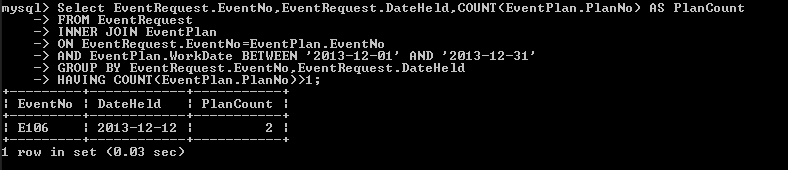 mysql> Select EventRequest.EventNo,EventRequest.DateHeld,COUNT(EventPlan.PlanNo) AS PlanCount
    -> FROM EventRequest
    -> INNER JOIN EventPlan
    -> ON EventRequest.EventNo=EventPlan.EventNo
    -> AND EventPlan.WorkDate BETWEEN '2013-12-01' AND '2013-12-31'
    -> GROUP BY EventRequest.EventNo,EventRequest.DateHeld
    -> HAVING COUNT(EventPlan.PlanNo)>>1;
+---------+------------+-----------+
¦ EventNo ¦ DateHeld   ¦ PlanCount ¦
+---------+------------+-----------+
¦ E106    ¦ 2013-12-12 ¦         2 ¦
+---------+------------+-----------+
1 row in set (0.03 sec)